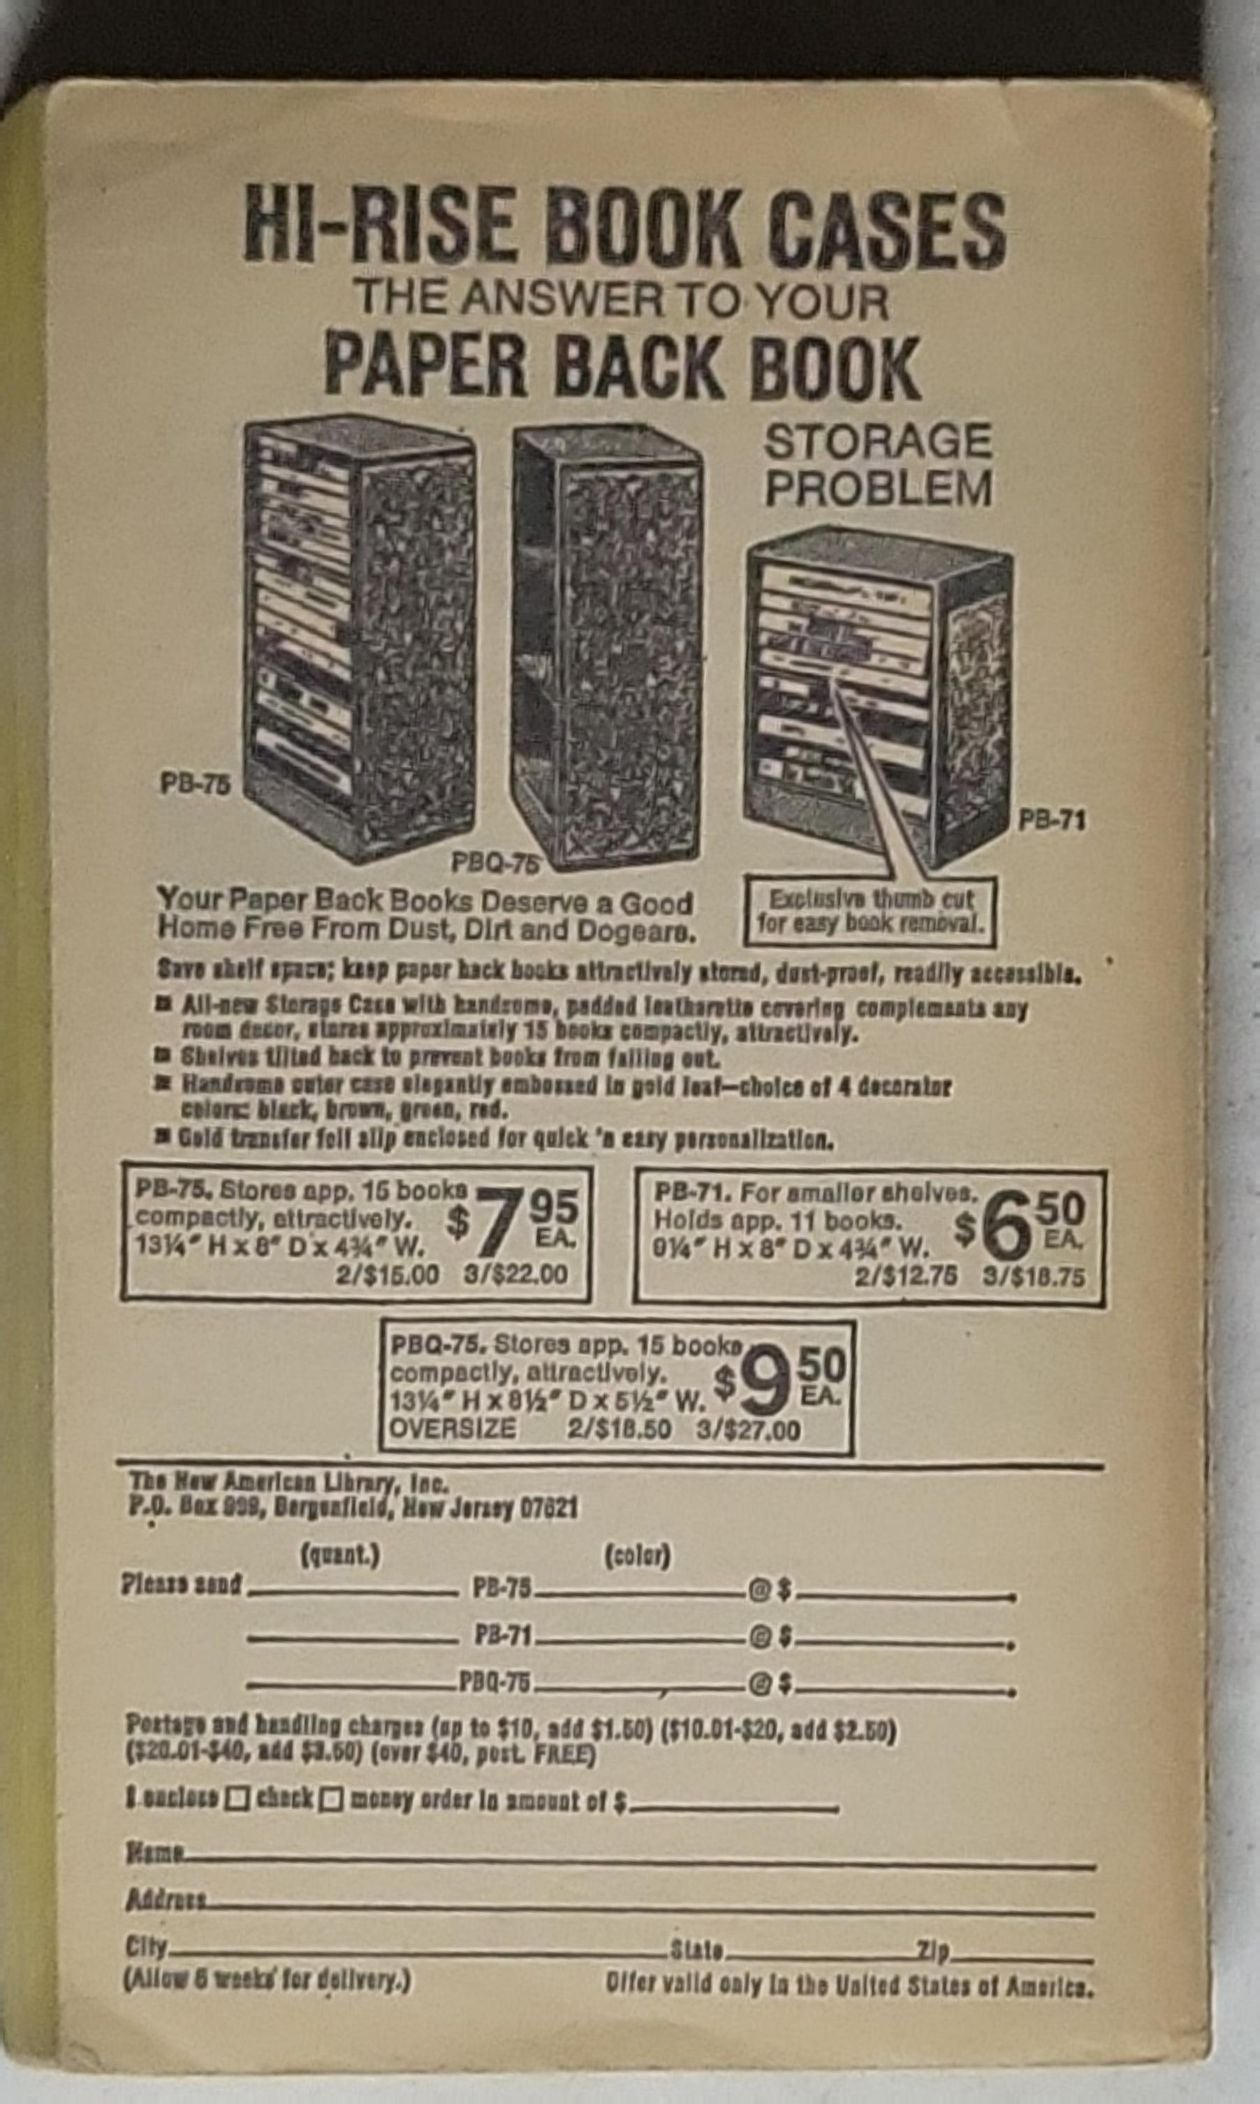 HI-RISE BOOK CASES
THE ANSWER TO YOUR
PAPER BACK BOOK
STORAGE
PROBLEM
PB-75
PBQ-75
PB-71
Exclusive thumb cut
for easy book removal.
Your Paper Back Books Deserve a Good
Home Free From Dust, Dirt and Dogears.
Save shelf space; keep paper back books attractively stored, dust-proof, readily accessible.
■ All-new Storage Case with handsome, padded leatharette covering complements any
room decor, stores approximately 15 books compactly, attractively.
■ Shelves tilted back to prevent books from falling out.
■ Handsome outer case elegantly embossed in gold leaf—choice of 4 decorator
colors: black, brown, green, red.
■ Gold transfer foil slip enclosed for quick 'n easy personalization.
PB-75. Stores app. 15 books
compactly, attractively.
13¼" H x 8" D x 4¾" W.
$7 95 EA.
2/$15.00 3/$22.00
PB-71. For smaller shelves.
Holds app. 11 books.
9¼" H x 8" D x 4¾" W.
$6 50 EA.
2/$12.75 3/$18.75
PBQ-75. Stores app. 15 books
compactly, attractively.
13¼" H x 8½" D x 5½" W.
$9 50 EA.
OVERSIZE 2/$18.50 3/$27.00
The New American Library, Inc.
P.O. Box 999, Bergenfield, New Jersey 07621
(quant.) (color)
Please send PB-75 @ $
PB-71 @ $
PBQ-75 @ $
Postage and handling charges (up to $10, add $1.50) ($10.01-$20, add $2.50)
($20.01-$40, add $3.50) (over $40, post. FREE)
I enclose □ check □ money order in amount of $
Name
Address
City State Zip
(Allow 6 weeks for delivery.) Offer valid only in the United States of America.